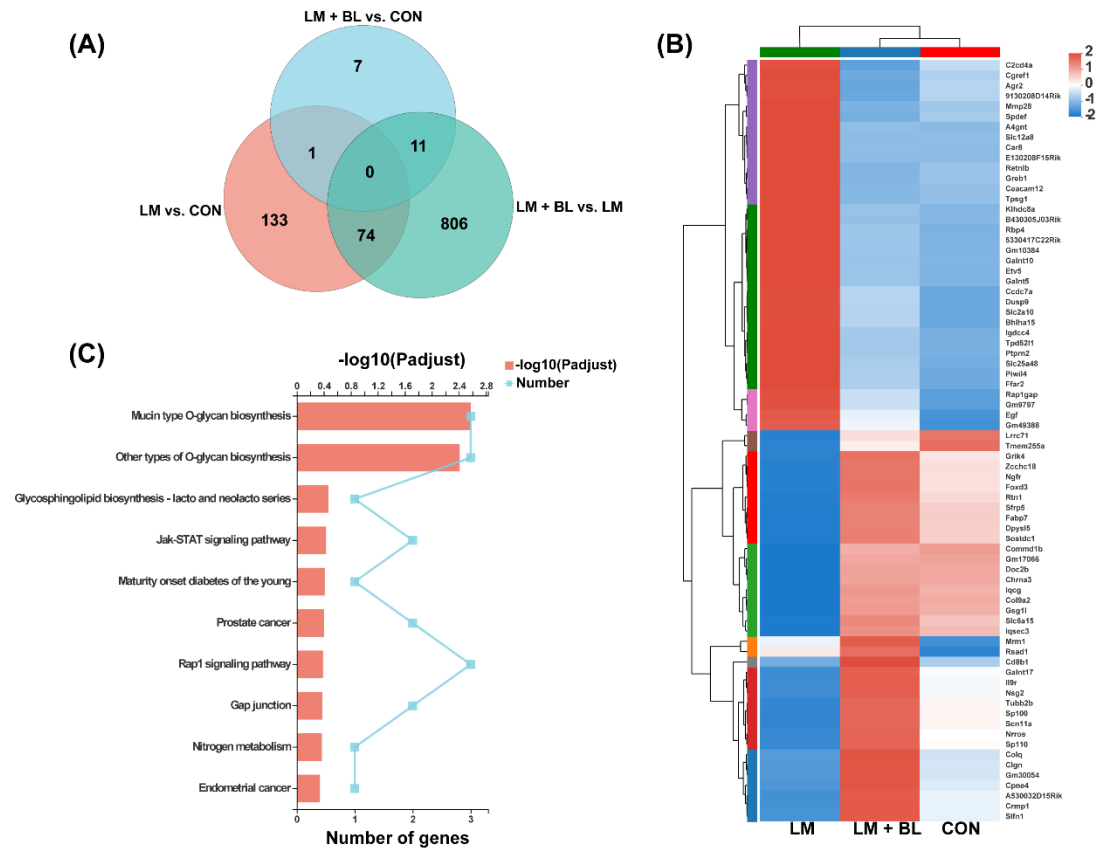 (A)
LM + BL vs. CON
7
1
11
0
LM vs. CON
133
74
806
LM + BL vs. LM
(B)
2
1
0
-1
-2
C2cd4a
Cgref1
Agr2
9130208D14Rik
Mmp28
Spdef
A4gnt
Slc12a8
Car8
E130208F15Rik
Retnlb
Greb1
Ceacam12
Tpsg1
Klhdc8a
B430305J03Rik
Rbp4
5330417C22Rik
Gm10384
Galnt10
Etv5
Galnt5
Ccdc7a
Dusp9
Slc2a10
Bhlha15
Igdcc4
Tpd52l1
Ptprn2
Slc25a48
Piwil4
Ffar2
Rap1gap
Gm9797
Egf
Gm49388
Lrrc71
Tmem255a
Grik4
Zcchc18
Ngfr
Foxd3
Rtn1
Sfrp5
Fabp7
Dpysl5
Sostdc1
Commd1b
Gm17066
Doc2b
Chrna3
Iqcg
Col9a2
Gsg1l
Slc6a15
Iqsec3
Mrm1
Rsad1
Cd8b1
Galnt17
Il9r
Nsg2
Tubb2b
Sp100
Scn11a
Nrros
Sp110
Colq
Clgn
Gm30054
Cpne4
A530032D15Rik
Crmp1
Slfn1
LM LM + BL CON
(C)
-log10(Padjust)
-log10(Padjust)
Number
0 0.4 0.8 1.2 1.6 2 2.4 2.8
Mucin type O-glycan biosynthesis
Other types of O-glycan biosynthesis
Glycosphingolipid biosynthesis - lacto and neolacto series
Jak-STAT signaling pathway
Maturity onset diabetes of the young
Prostate cancer
Rap1 signaling pathway
Gap junction
Nitrogen metabolism
Endometrial cancer
0 1 2 3
Number of genes